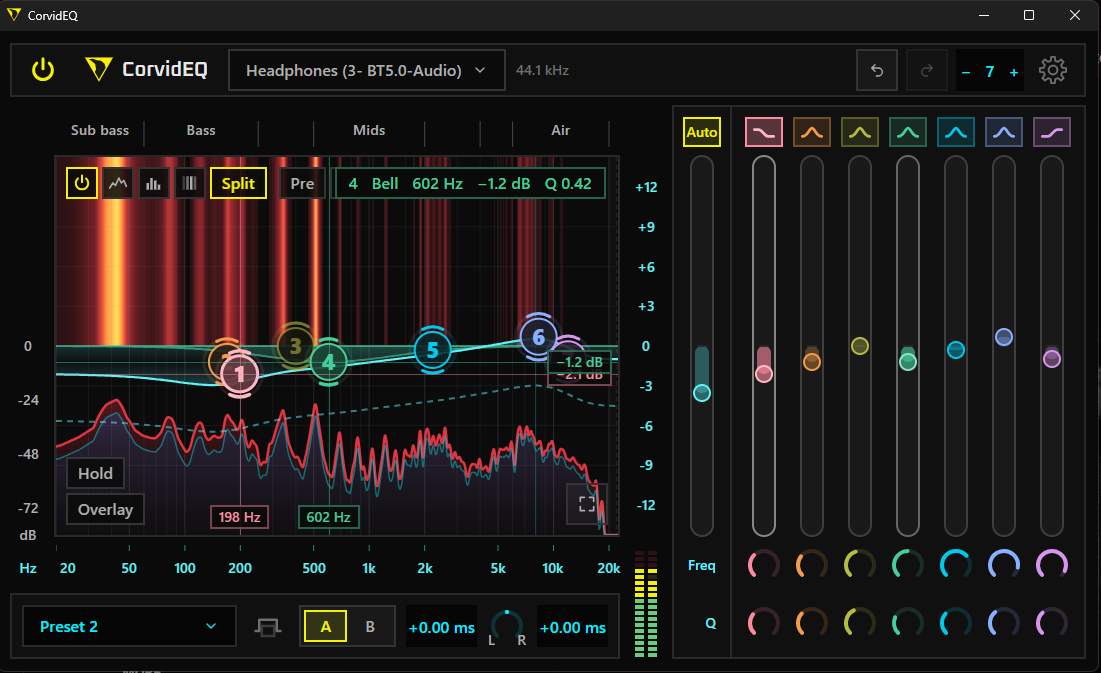 CorvidEQ
CorvidEQ
Headphones (3- BT5.0-Audio)
44.1 kHz
– 7 +
Sub bass Bass Mids Air
Auto
Split
Pre
4 Bell 602 Hz −1.2 dB Q 0.42
+12
+9
+6
+3
0
-3
-6
-9
-12
0
-24
-48
-72
dB
3
6
5
4
1
−1.2 dB
Hold
Overlay
198 Hz
602 Hz
Hz 20 50 100 200 500 1k 2k 5k 10k 20k
Freq
Q
Preset 2
A B
+0.00 ms
L R
+0.00 ms